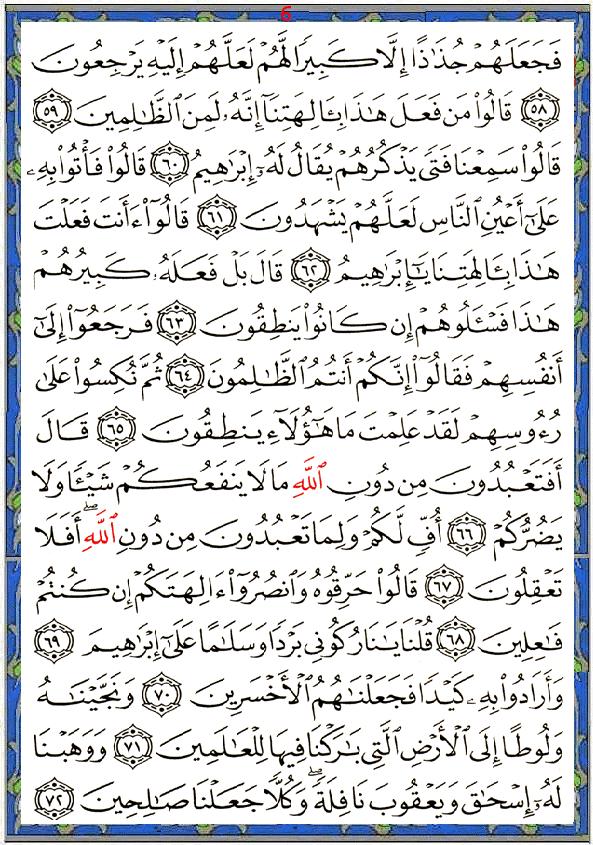 6
فَجَعَلَهُمْ جُذَٰذًا إِلَّا كَبِيرًا لَّهُمْ لَعَلَّهُمْ إِلَيْهِ يَرْجِعُونَ
٥٨ قَالُوا۟ مَن فَعَلَ هَٰذَا بِـَٔالِهَتِنَآ إِنَّهُۥ لَمِنَ ٱلظَّٰلِمِينَ ٥٩
قَالُوا۟ سَمِعْنَا فَتًى يَذْكُرُهُمْ يُقَالُ لَهُۥٓ إِبْرَٰهِيمُ ٦٠ قَالُوا۟ فَأْتُوا۟ بِهِۦ
عَلَىٰٓ أَعْيُنِ ٱلنَّاسِ لَعَلَّهُمْ يَشْهَدُونَ ٦١ قَالُوٓا۟ ءَأَنتَ فَعَلْتَ
هَٰذَا بِـَٔالِهَتِنَا يَٰٓإِبْرَٰهِيمُ ٦٢ قَالَ بَلْ فَعَلَهُۥ كَبِيرُهُمْ
هَٰذَا فَسْـَٔلُوهُمْ إِن كَانُوا۟ يَنطِقُونَ ٦٣ فَرَجَعُوٓا۟ إِلَىٰٓ
أَنفُسِهِمْ فَقَالُوٓا۟ إِنَّكُمْ أَنتُمُ ٱلظَّٰلِمُونَ ٦٤ ثُمَّ نُكِسُوا۟ عَلَىٰ
رُءُوسِهِمْ لَقَدْ عَلِمْتَ مَا هَٰٓؤُلَآءِ يَنطِقُونَ ٦٥ قَالَ
أَفَتَعْبُدُونَ مِن دُونِ ٱللَّهِ مَا لَا يَنفَعُكُمْ شَيْـًٔا وَلَا
يَضُرُّكُمْ ٦٦ أُفٍّ لَّكُمْ وَلِمَا تَعْبُدُونَ مِن دُونِ ٱللَّهِ ۖ أَفَلَا
تَعْقِلُونَ ٦٧ قَالُوا۟ حَرِّقُوهُ وَٱنصُرُوٓا۟ ءَالِهَتَكُمْ إِن كُنتُمْ
فَٰعِلِينَ ٦٨ قُلْنَا يَٰنَارُ كُونِى بَرْدًا وَسَلَٰمًا عَلَىٰٓ إِبْرَٰهِيمَ ٦٩
وَأَرَادُوا۟ بِهِۦ كَيْدًا فَجَعَلْنَٰهُمُ ٱلْأَخْسَرِينَ ٧٠ وَنَجَّيْنَٰهُ
وَلُوطًا إِلَى ٱلْأَرْضِ ٱلَّتِى بَٰرَكْنَا فِيهَا لِلْعَٰلَمِينَ ٧١ وَوَهَبْنَا
لَهُۥٓ إِسْحَٰقَ وَيَعْقُوبَ نَافِلَةً ۖ وَكُلًّا جَعَلْنَا صَٰلِحِينَ ٧٢